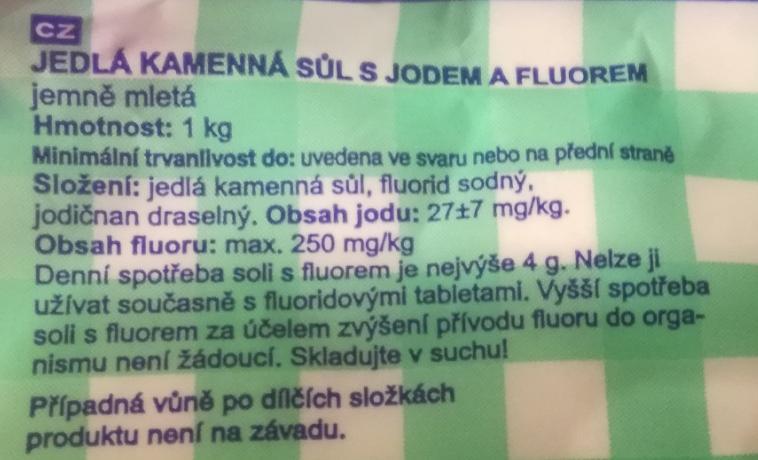 CZ
JEDLÁ KAMENNÁ SŮL S JODEM A FLUOREM
jemně mletá
Hmotnost: 1 kg
Minimální trvanlivost do: uvedena ve svaru nebo na přední straně
Složení: jedlá kamenná sůl, fluorid sodný,
jodičnan draselný. Obsah jodu: 27±7 mg/kg.
Obsah fluoru: max. 250 mg/kg
Denní spotřeba soli s fluorem je nejvýše 4 g. Nelze ji
užívat současně s fluoridovými tabletami. Vyšší spotřeba
soli s fluorem za účelem zvýšení přívodu fluoru do orga-
nismu není žádoucí. Skladujte v suchu!
Případná vůně po dílčích složkách
produktu není na závadu.